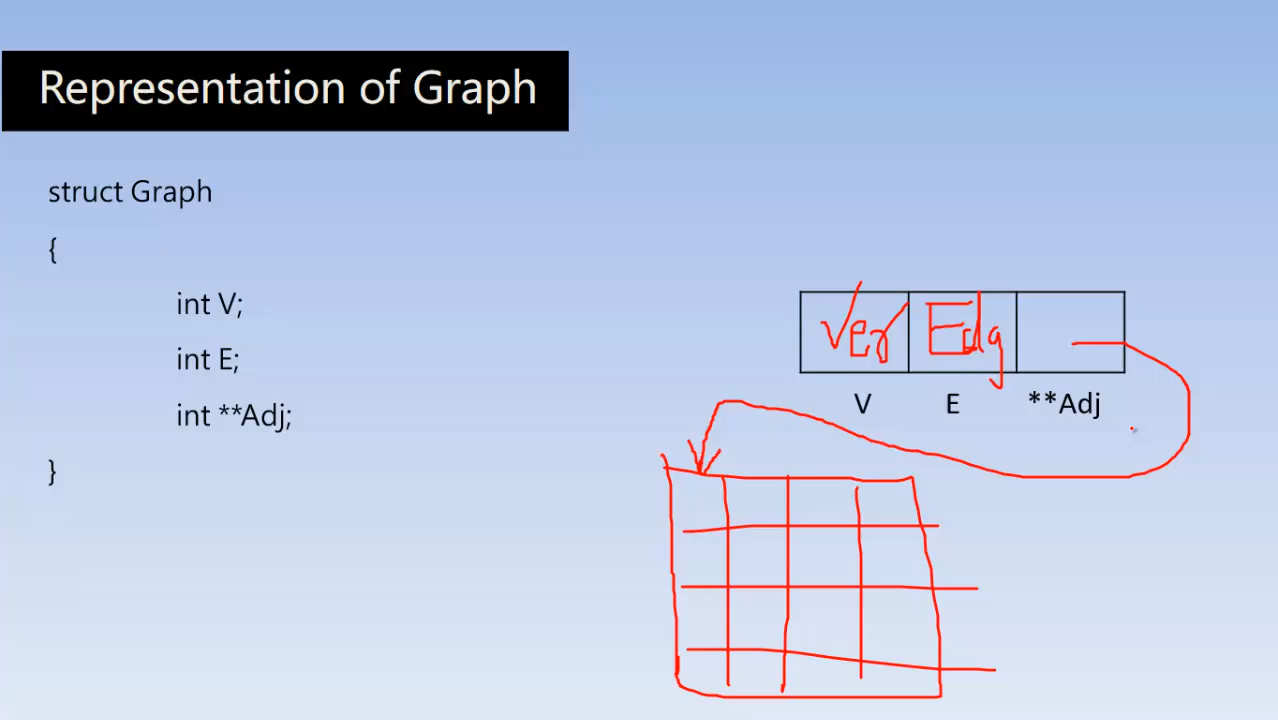 Representation of Graph
struct Graph
{
int V;
int E;
int **Adj;
}
Ver Edg
V E **Adj